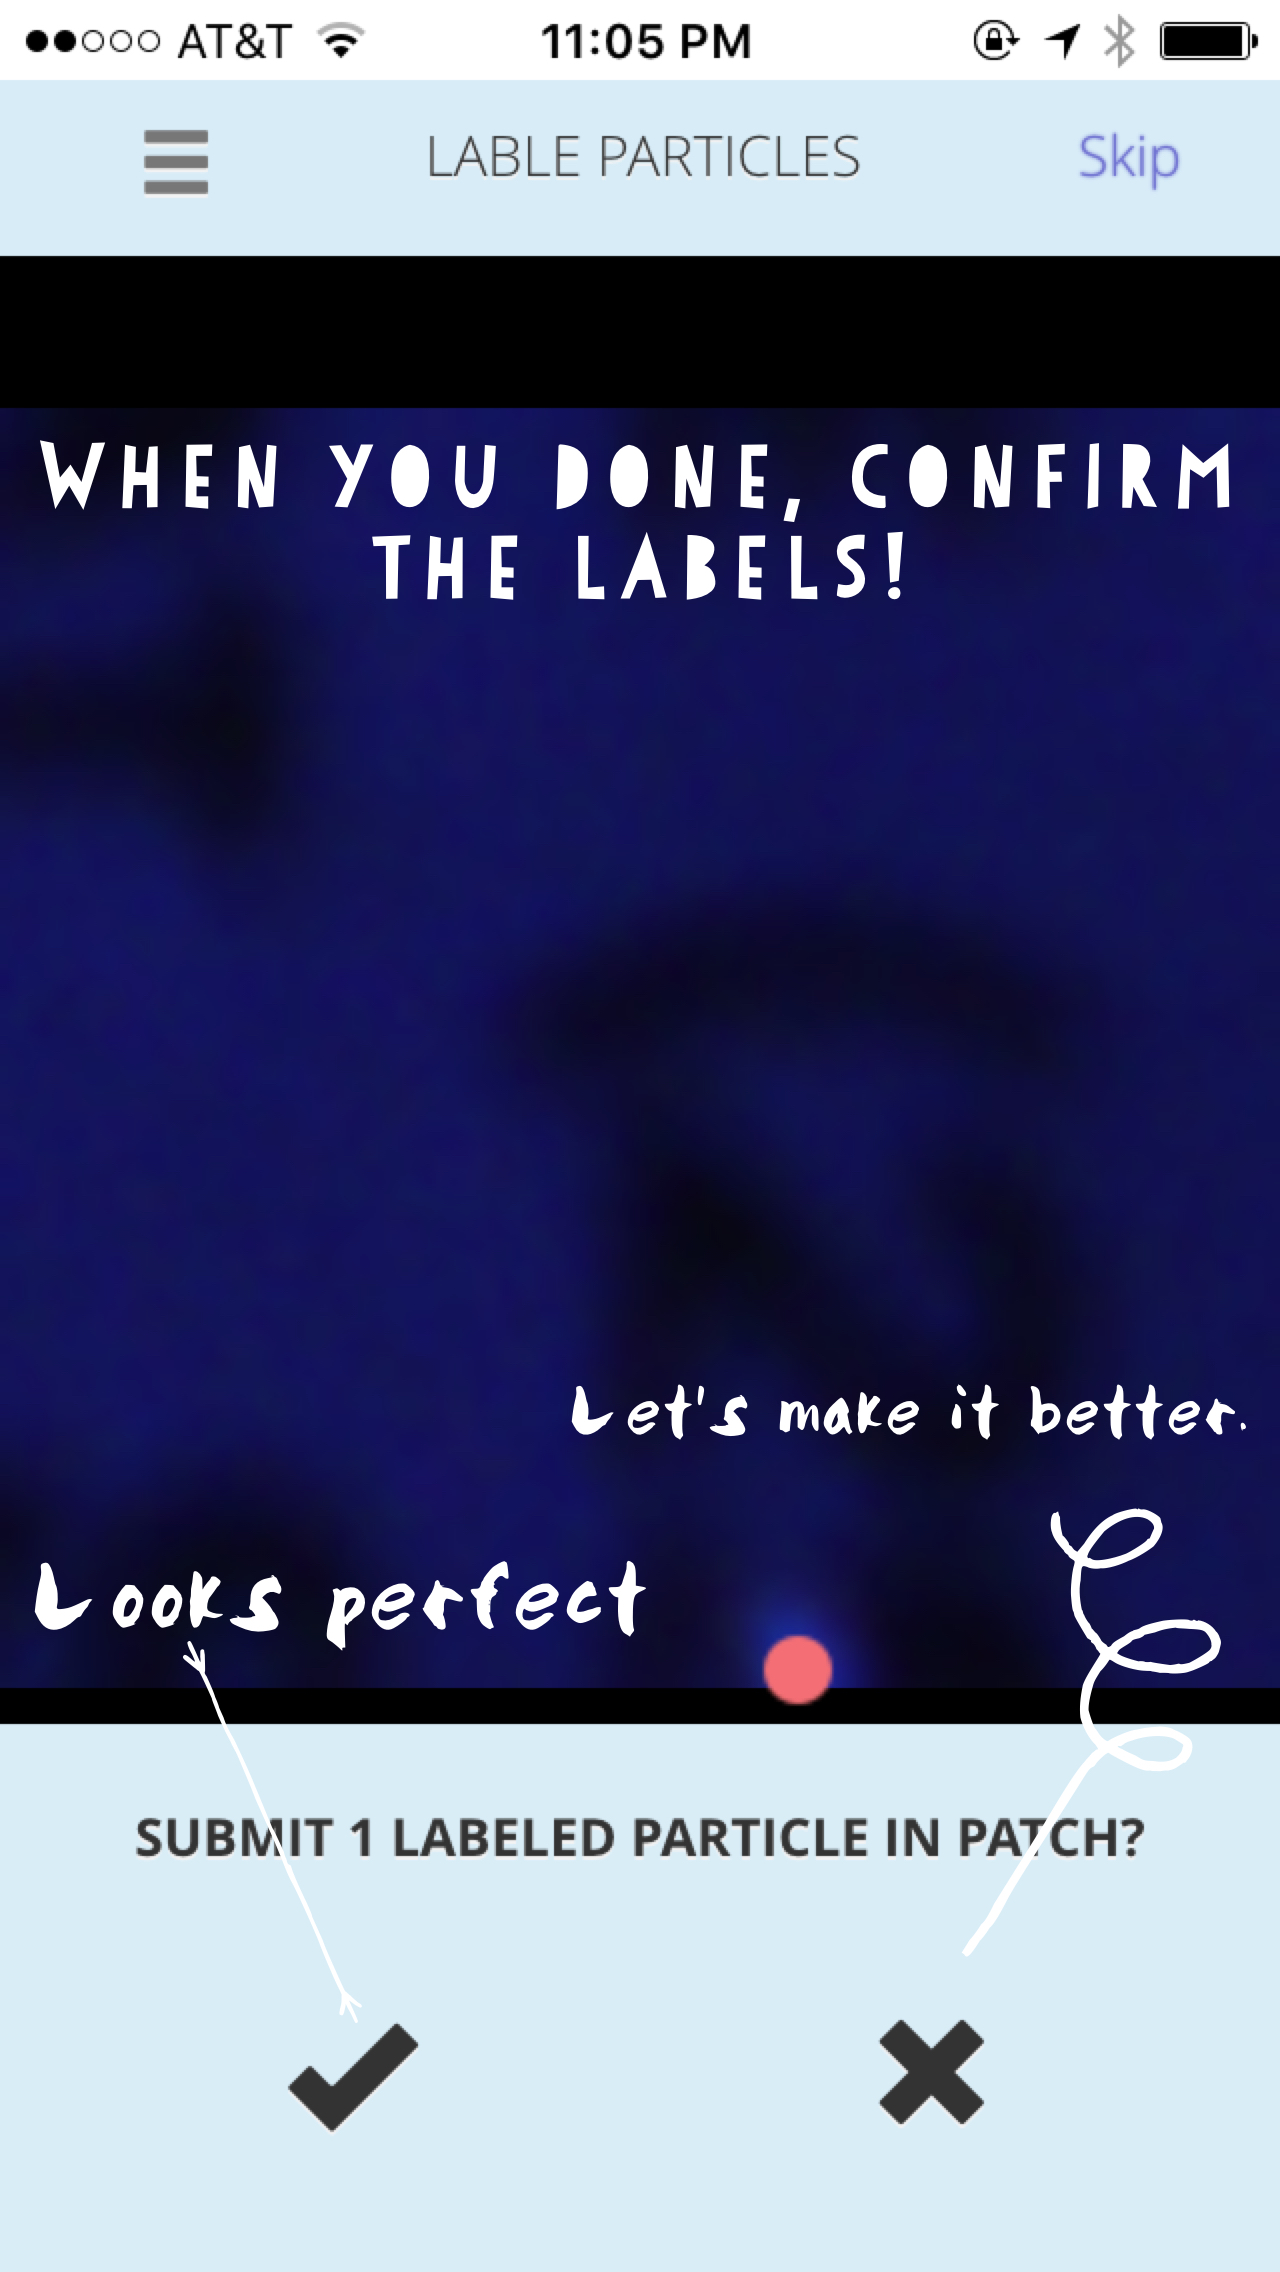 AT&T 11:05 PM
LABLE PARTICLES Skip
WHEN YOU DONE, CONFIRM
THE LABELS!
Let's make it better.
Looks perfect
SUBMIT 1 LABELED PARTICLE IN PATCH?